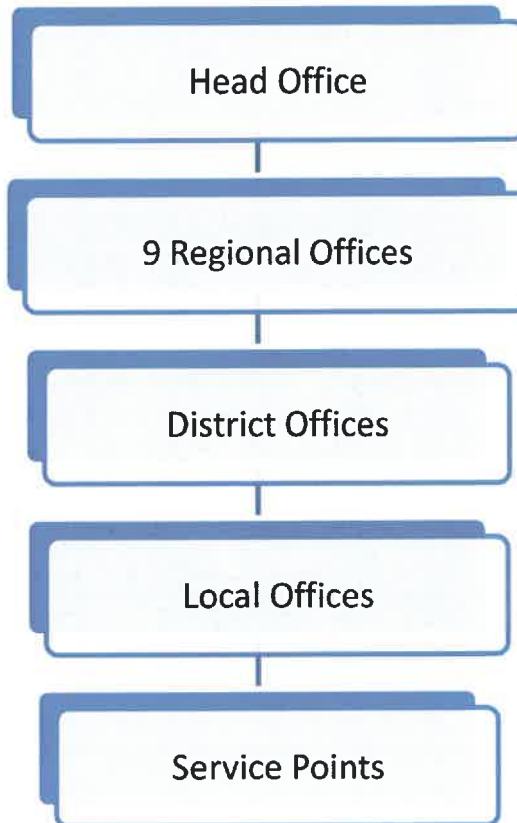 Head Office
9 Regional Offices
District Offices
Local Offices
Service Points